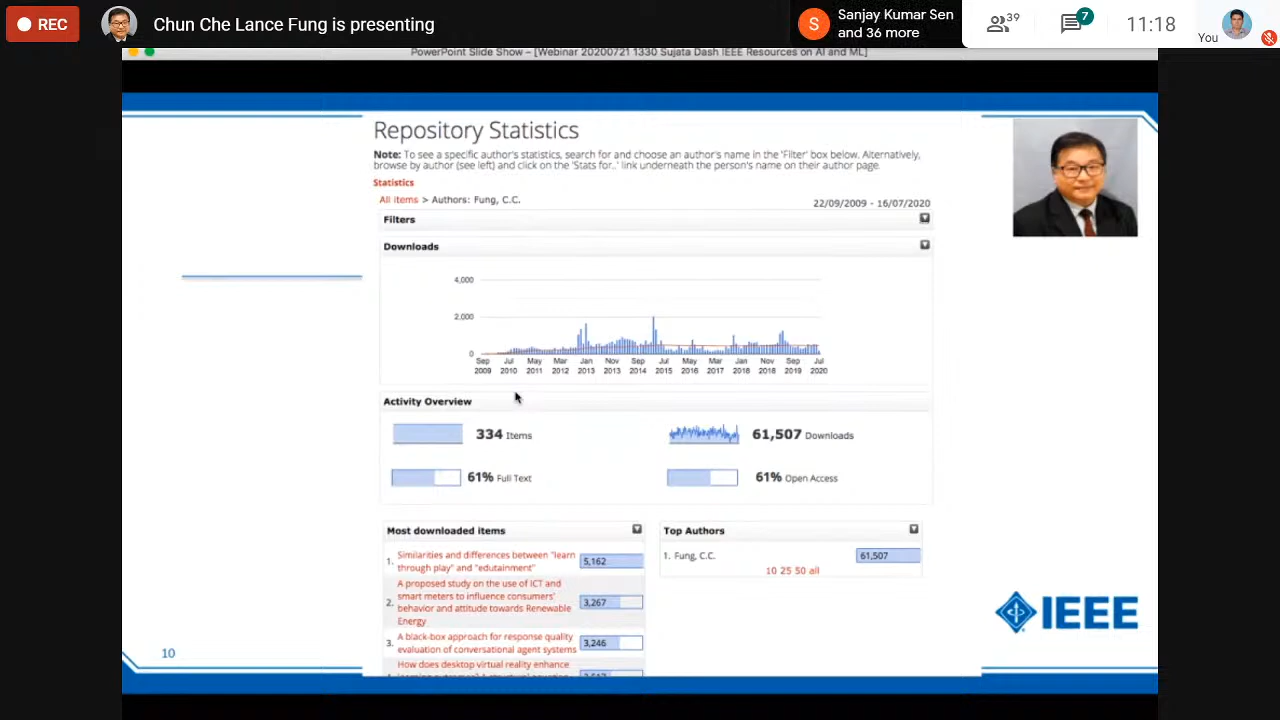 REC
Chun Che Lance Fung is presenting
S
Sanjay Kumar Sen
and 36 more
39
7
11:18
You
PowerPoint Slide Show – [Webinar 20200721 1330 Sujata Dash IEEE Resources on AI and ML]
Repository Statistics
Note: To see a specific author's statistics, search for and choose an author's name in the 'Filter' box below. Alternatively,
browse by author (see left) and click on the 'Stats for..' link underneath the person's name on their author page.
Statistics
All items > Authors: Fung, C.C.
22/09/2009 - 16/07/2020
Filters
Downloads
4,000
2,000
0
Sep Jul May Mar Jan Nov Sep Jul May Mar Jan Nov Sep Jul
2009 2010 2011 2012 2013 2013 2014 2015 2016 2017 2018 2018 2019 2020
Activity Overview
334 Items
61,507 Downloads
61% Full Text
61% Open Access
Most downloaded items
1. Similarities and differences between "learn
through play" and "edutainment"
5,162
2. A proposed study on the use of ICT and
smart meters to influence consumers'
behavior and attitude towards Renewable
Energy
3,267
3. A black-box approach for response quality
evaluation of conversational agent systems
3,246
How does desktop virtual reality enhance
Top Authors
1. Fung, C.C.
61,507
10 25 50 all
IEEE
10